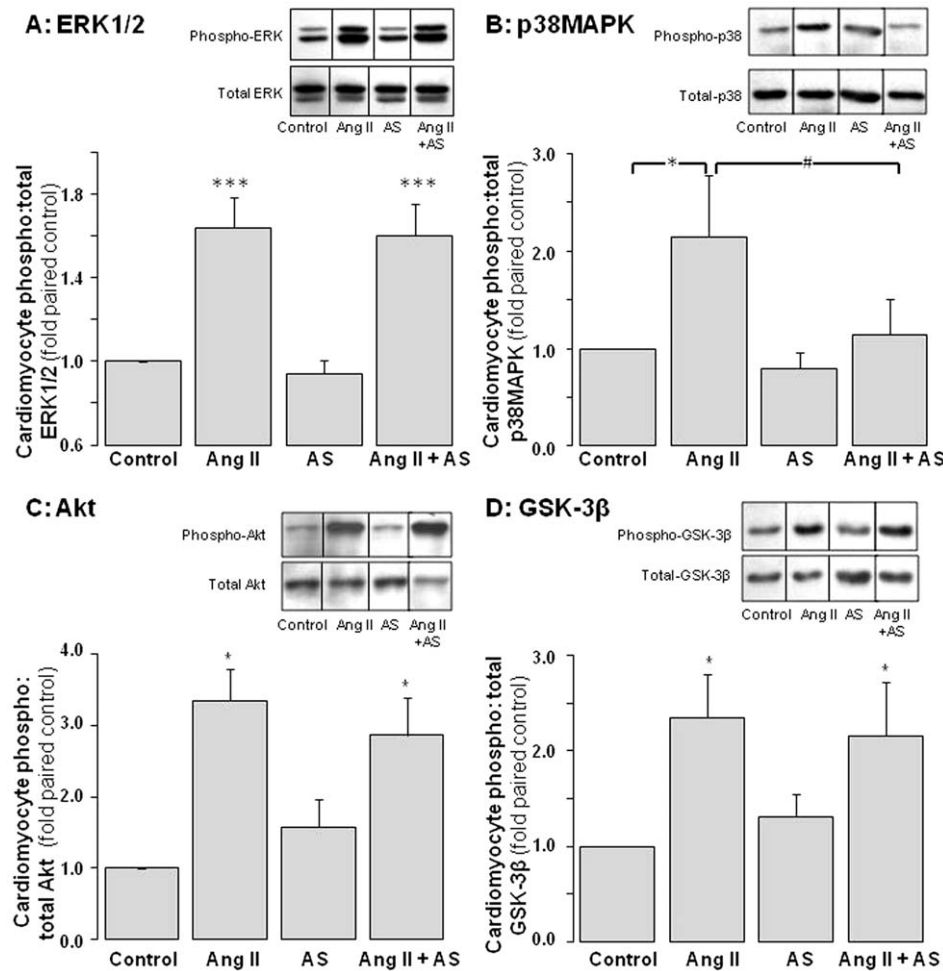 A: ERK1/2
Phospho-ERK
Total ERK
Control Ang II AS Ang II
+AS
Cardiomyocyte phospho:total
ERK1/2 (fold paired control)
1.8
1.4
1.0
0.6
***
***
Control Ang II AS Ang II + AS
B: p38MAPK
Phospho-p38
Total-p38
Control Ang II AS Ang II
+AS
Cardiomyocyte phospho:total
p38MAPK (fold paired control)
3.0
2.0
1.0
0.0
*
#
Control Ang II AS Ang II + AS
C: Akt
Phospho-Akt
Total Akt
Control Ang II AS Ang II
+AS
Cardiomyocyte phospho:
total Akt (fold paired control)
4.0
3.0
2.0
1.0
0.0
*
*
Control Ang II AS Ang II + AS
D: GSK-3β
Phospho-GSK-3β
Total-GSK-3β
Control Ang II AS Ang II
+AS
Cardiomyocyte phospho: total
GSK-3β (fold paired control)
3.0
2.0
1.0
0.0
*
*
Control Ang II AS Ang II + AS